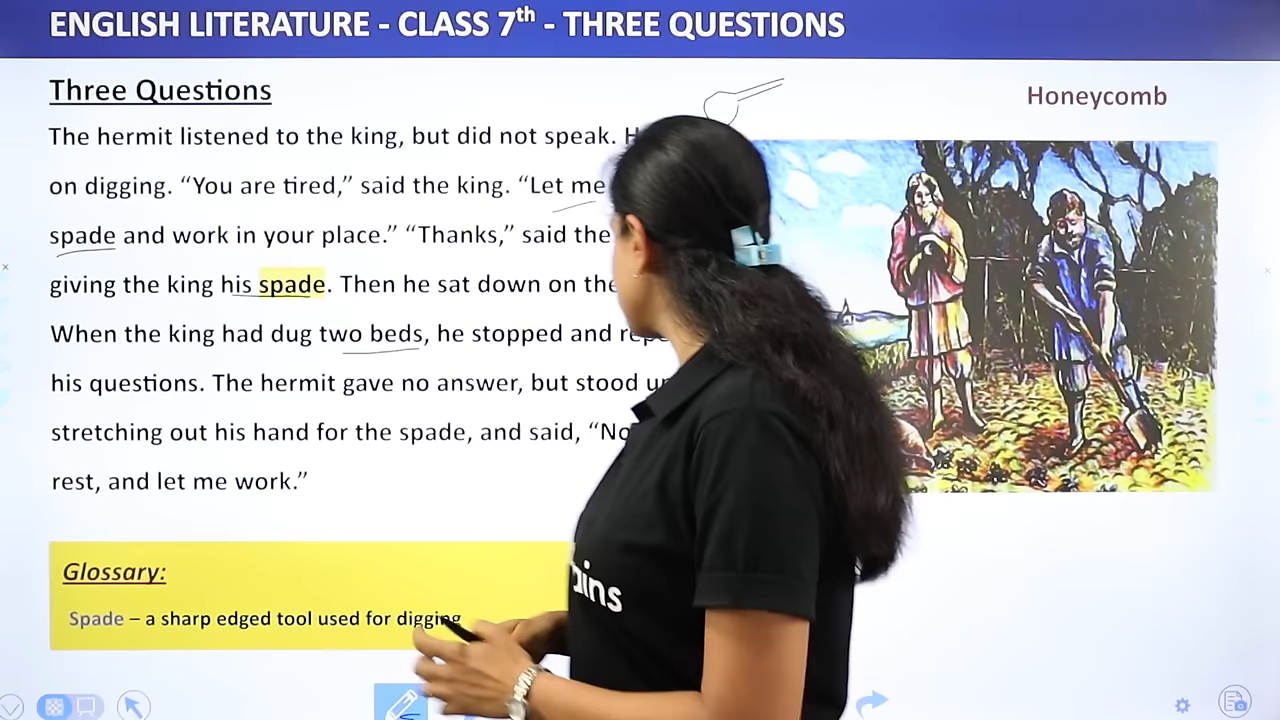 ENGLISH LITERATURE - CLASS 7th - THREE QUESTIONS
Three Questions
Honeycomb
The hermit listened to the king, but did not speak.
on digging. “You are tired,” said the king. “Let me
spade and work in your place.” “Thanks,” said the
giving the king his spade. Then he sat down on the
When the king had dug two beds, he stopped and
his questions. The hermit gave no answer, but stood
stretching out his hand for the spade, and said,
rest, and let me work.”
Glossary:
Spade – a sharp edged tool used for digging